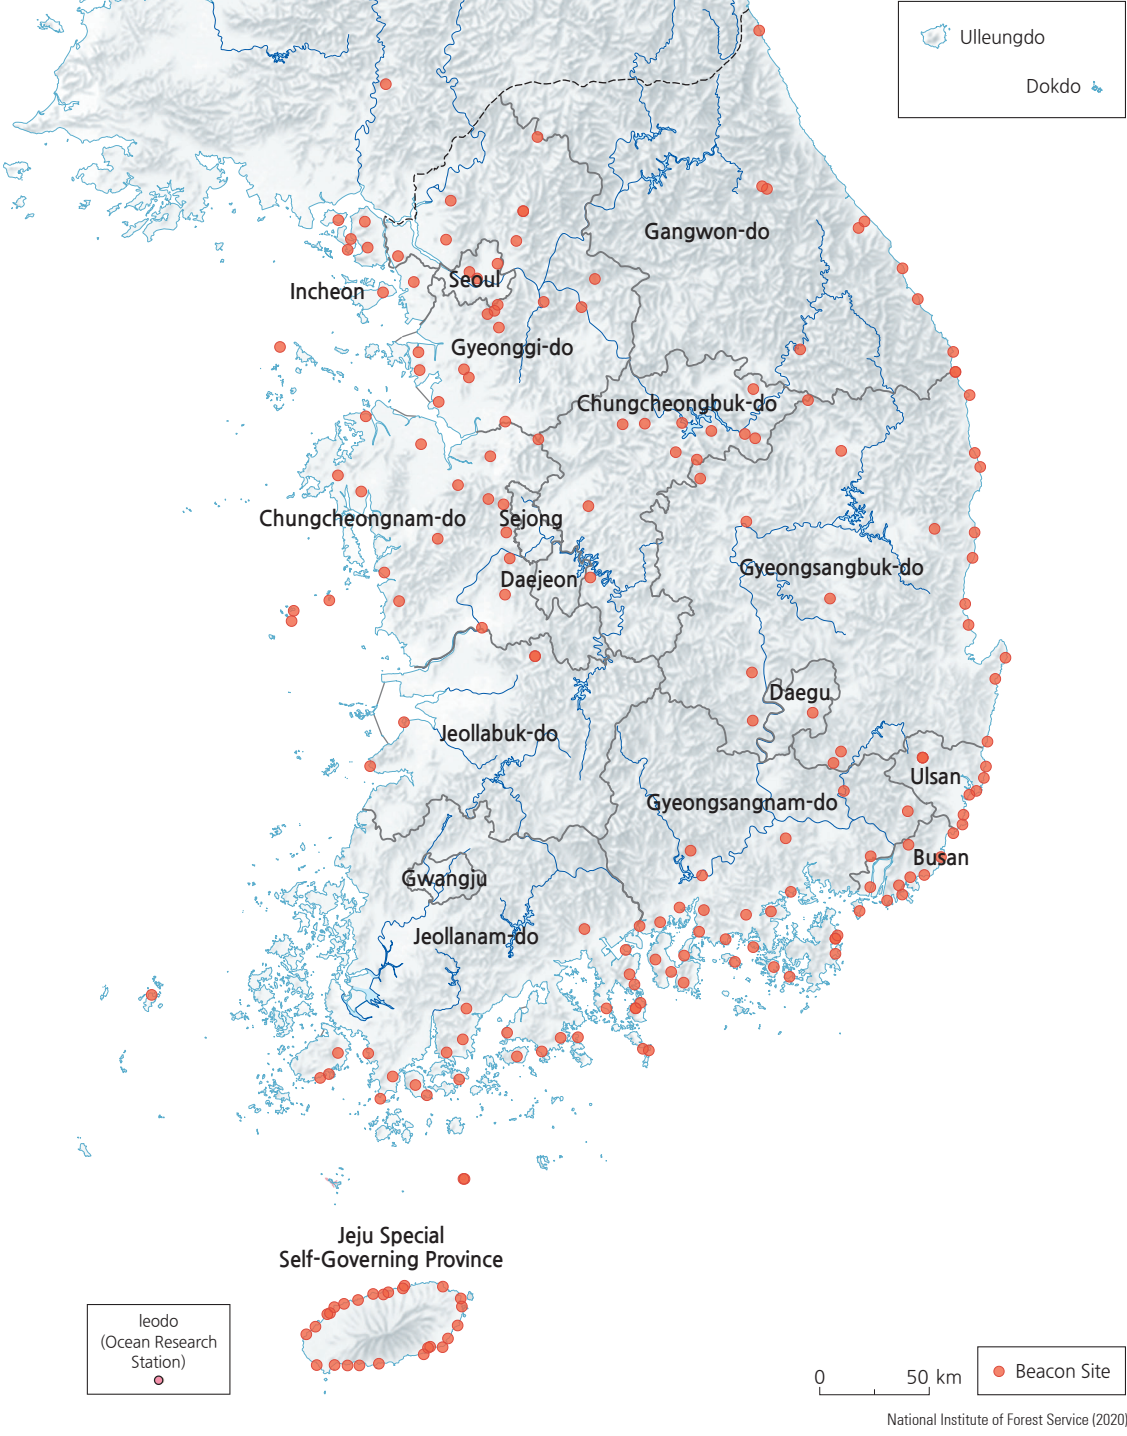 Ulleungdo
Dokdo
Gangwon-do
Seoul
Incheon
Gyeonggi-do
Chungcheongbuk-do
Chungcheongnam-do
Sejong
Gyeongsangbuk-do
Daejeon
Daegu
Jeollabuk-do
Ulsan
Gyeongsangnam-do
Busan
Gwangju
Jeollanam-do
Jeju Special
Self-Governing Province
Ieodo
(Ocean Research
Station)
0 50 km
Beacon Site
National Institute of Forest Service (2020)